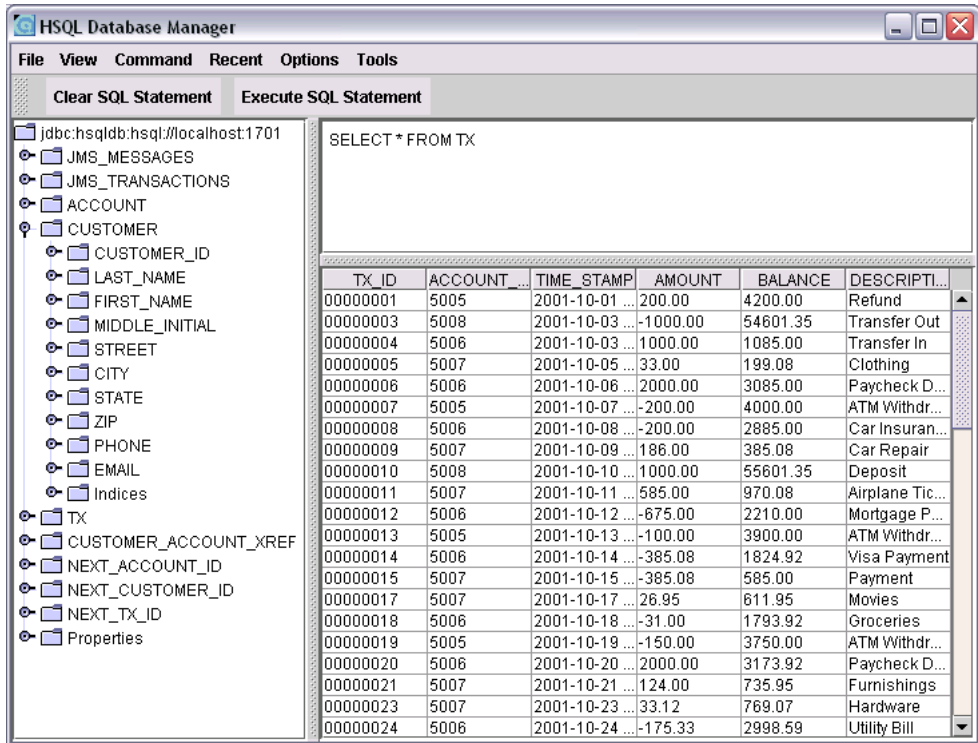 HSQL Database Manager
File View Command Recent Options Tools
Clear SQL Statement Execute SQL Statement
jdbc:hsqldb:hsql://localhost:1701
JMS_MESSAGES
JMS_TRANSACTIONS
ACCOUNT
CUSTOMER
CUSTOMER_ID
LAST_NAME
FIRST_NAME
MIDDLE_INITIAL
STREET
CITY
STATE
ZIP
PHONE
EMAIL
Indices
TX
CUSTOMER_ACCOUNT_XREF
NEXT_ACCOUNT_ID
NEXT_CUSTOMER_ID
NEXT_TX_ID
Properties
SELECT * FROM TX
TX_ID ACCOUNT_... TIME_STAMP AMOUNT BALANCE DESCRIPTI...
00000001 5005 2001-10-01 ... 200.00 4200.00 Refund
00000003 5008 2001-10-03 ... -1000.00 54601.35 Transfer Out
00000004 5006 2001-10-03 ... 1000.00 1085.00 Transfer In
00000005 5007 2001-10-05 ... 33.00 199.08 Clothing
00000006 5006 2001-10-06 ... 2000.00 3085.00 Paycheck D...
00000007 5005 2001-10-07 ... -200.00 4000.00 ATM Withdr...
00000008 5006 2001-10-08 ... -200.00 2885.00 Car Insuran...
00000009 5007 2001-10-09 ... 186.00 385.08 Car Repair
00000010 5008 2001-10-10 ... 1000.00 55601.35 Deposit
00000011 5007 2001-10-11 ... 585.00 970.08 Airplane Tic...
00000012 5006 2001-10-12 ... -675.00 2210.00 Mortgage P...
00000013 5005 2001-10-13 ... -100.00 3900.00 ATM Withdr...
00000014 5006 2001-10-14 ... -385.08 1824.92 Visa Payment
00000015 5007 2001-10-15 ... -385.08 585.00 Payment
00000017 5007 2001-10-17 ... 26.95 611.95 Movies
00000018 5006 2001-10-18 ... -31.00 1793.92 Groceries
00000019 5005 2001-10-19 ... -150.00 3750.00 ATM Withdr...
00000020 5006 2001-10-20 ... 2000.00 3173.92 Paycheck D...
00000021 5007 2001-10-21 ... 124.00 735.95 Furnishings
00000023 5007 2001-10-23 ... 33.12 769.07 Hardware
00000024 5006 2001-10-24 ... -175.33 2998.59 Utility Bill